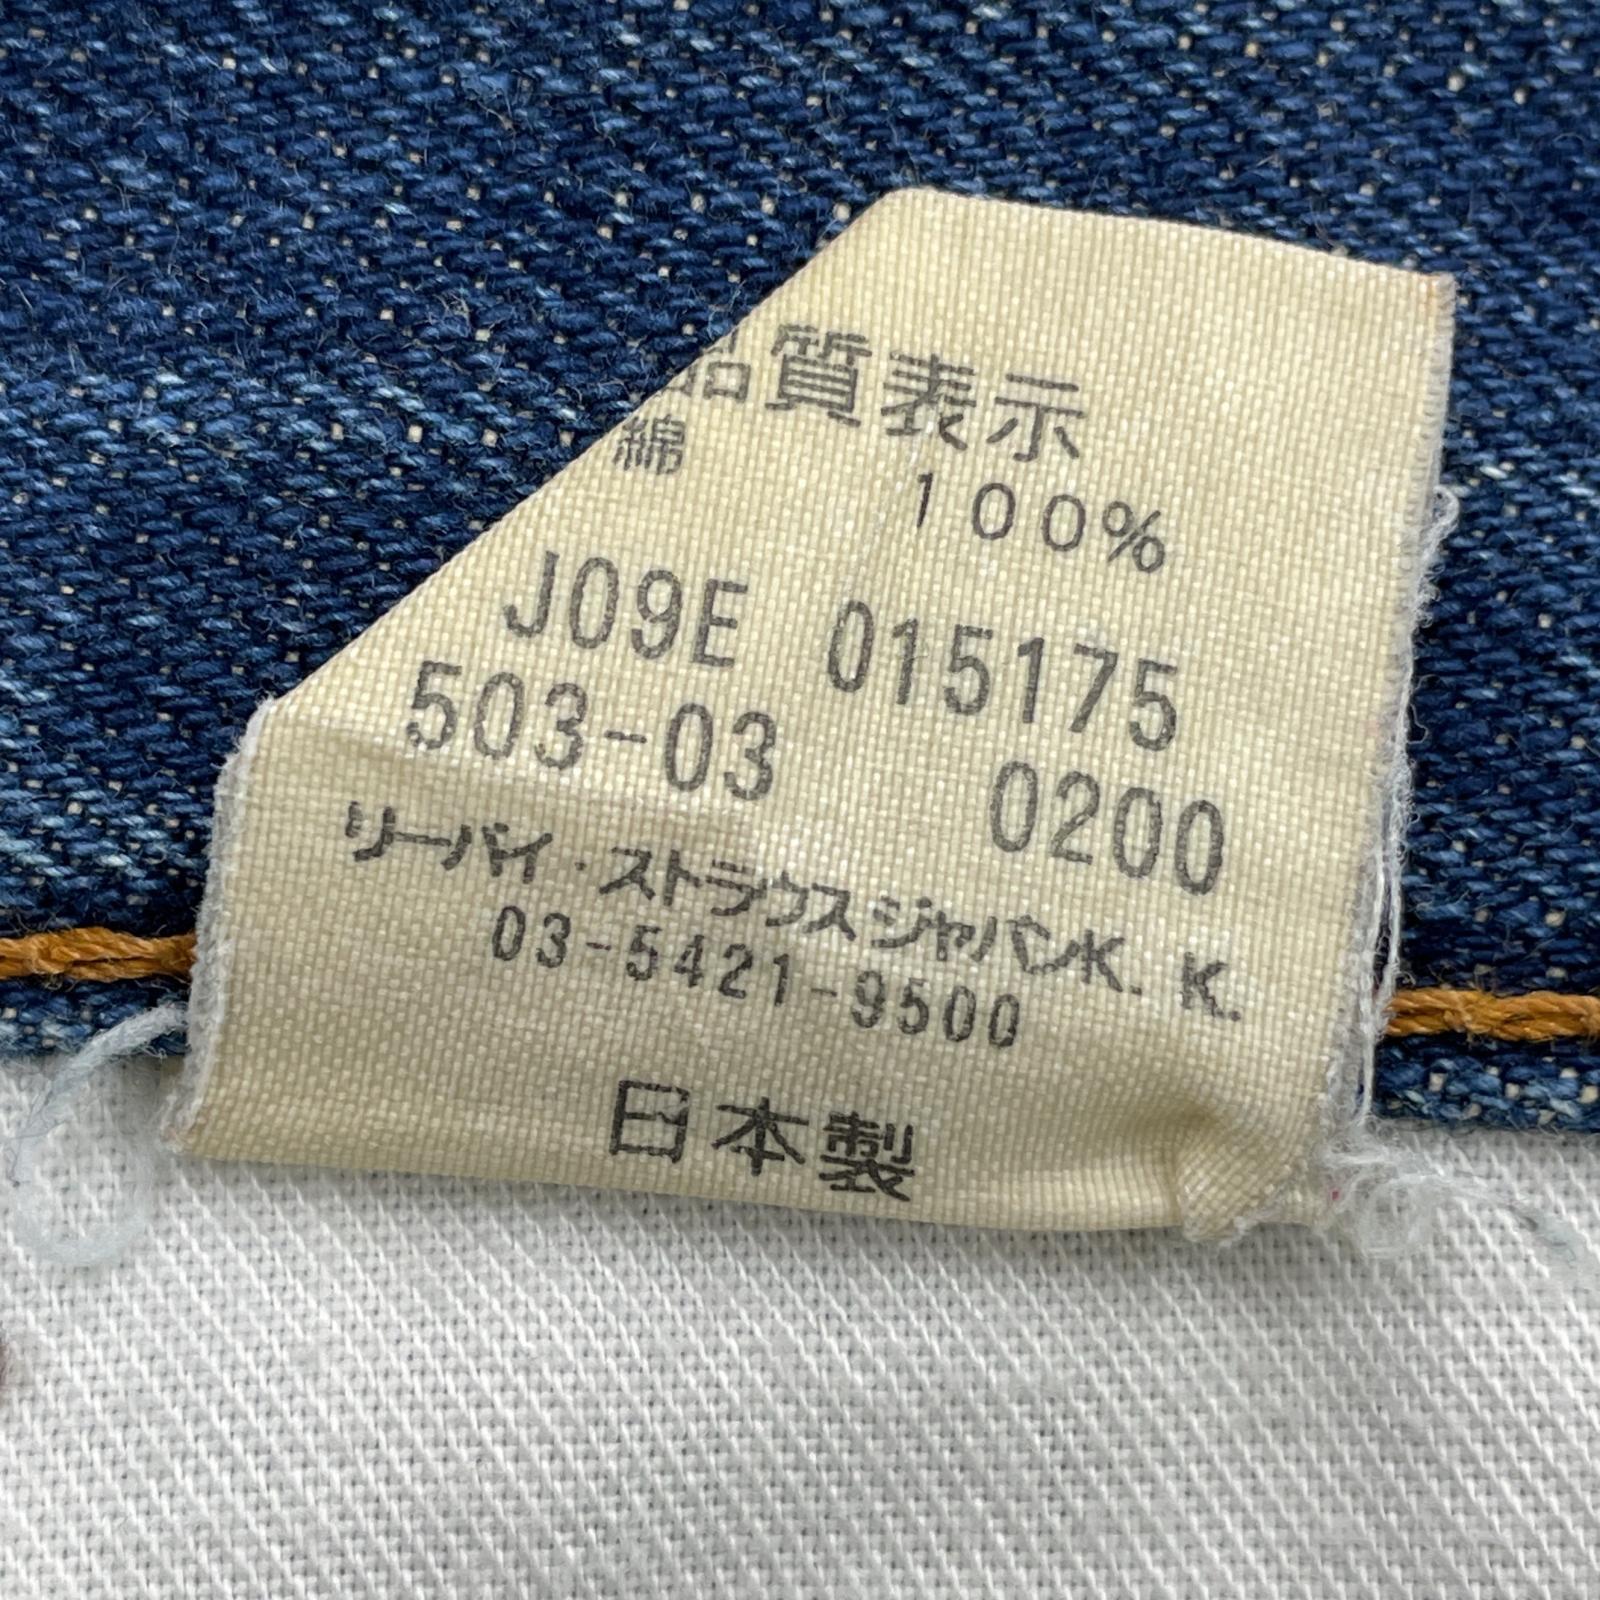 品質表示
綿 100%
J09E 015175
503-03 0200
リーバイ・ストラウスジャパンK.K.
03-5421-9500
日本製